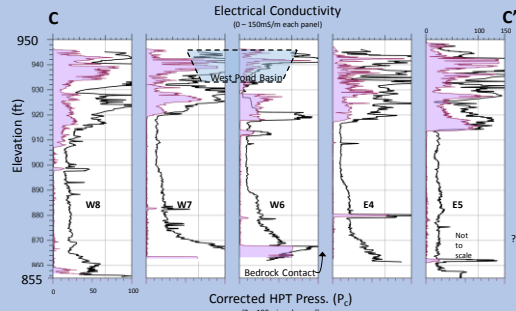 C
Electrical Conductivity
(0 – 150mS/m each panel)
C'
0 50 100 150
950
940
930
920
910
900
890
880
870
860
855
Elevation (ft)
West Pond Basin
W8
W7
W6
E4
E5
Not
to
scale
?
Bedrock Contact
0 50 100
Corrected HPT Press. (Pc)